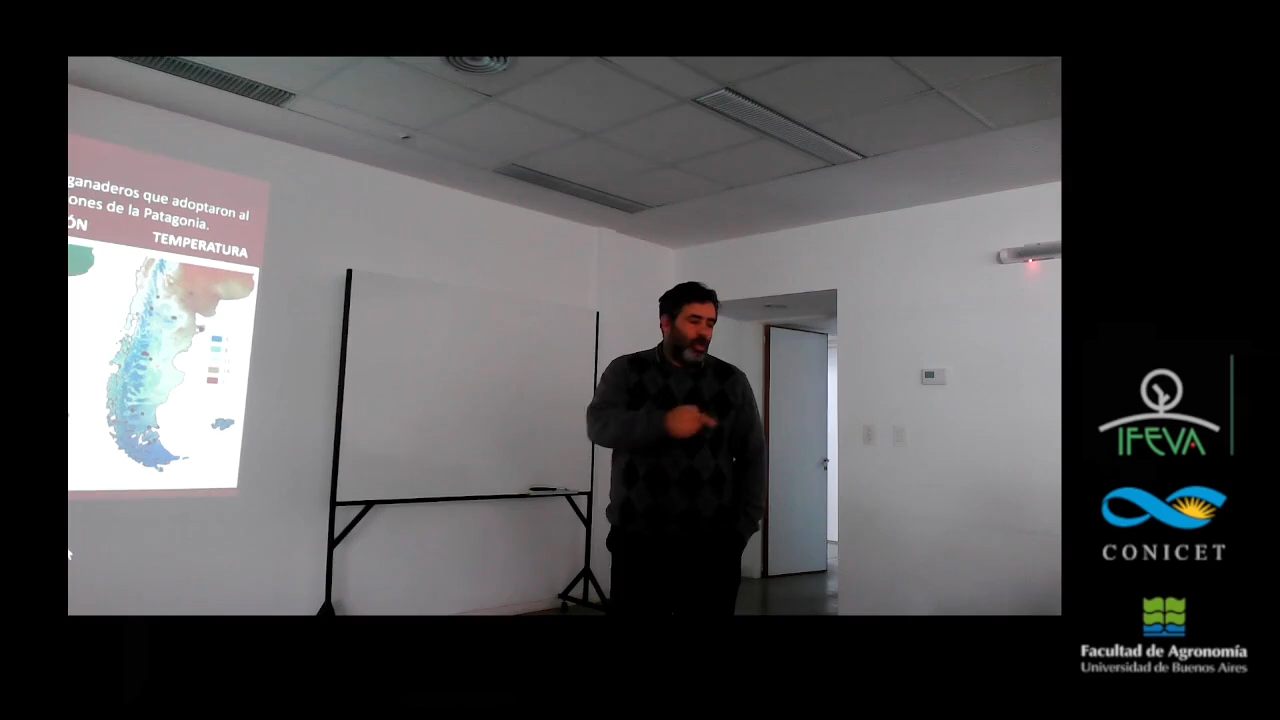 ganaderos que adoptaron al
ones de la Patagonia.
ÓN
TEMPERATURA
IFEVA
CONICET
Facultad de Agronomía
Universidad de Buenos Aires